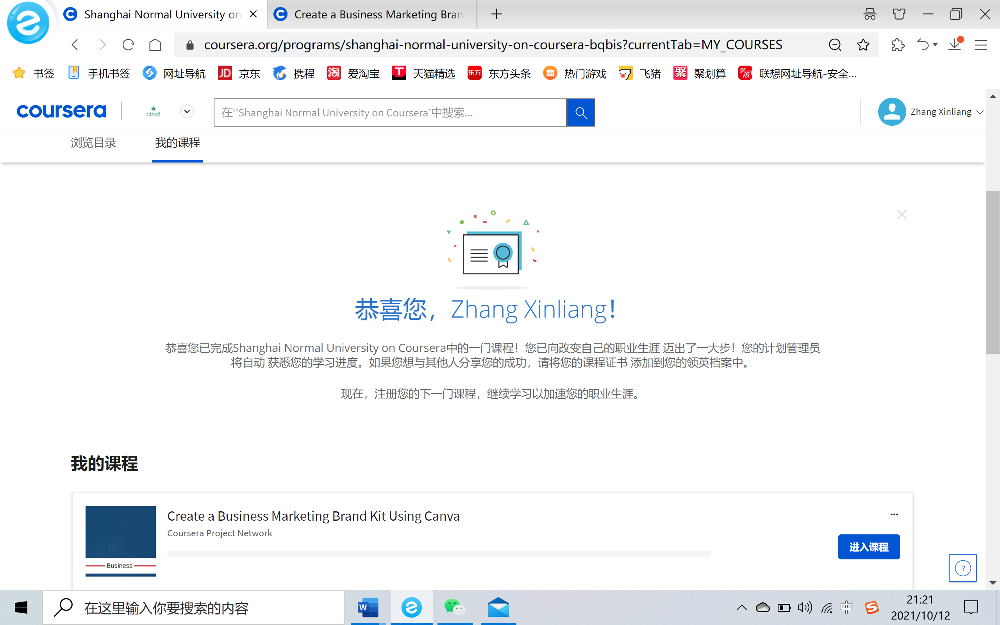 Shanghai Normal University on
Create a Business Marketing Bran
coursera.org/programs/shanghai-normal-university-on-coursera-bqbis?currentTab=MY_COURSES
书签 手机书签 网址导航 JD 京东 携程 淘 爱淘宝 T 天猫精选 东方 东方头条 热门游戏 飞猪 聚 聚划算 联想网址导航-安全...
coursera
在‘’Shanghai Normal University on Coursera’中搜索...
Zhang Xinliang
浏览目录 我的课程
恭喜您，Zhang Xinliang！
恭喜您已完成Shanghai Normal University on Coursera中的一门课程！您已向改变自己的职业生涯 迈出了一大步！您的计划管理员
将自动 获悉您的学习进度。如果您想与其他人分享您的成功，请将您的课程证书 添加到您的领英档案中。
现在，注册您的下一门课程，继续学习以加速您的职业生涯。
我的课程
Create a Business Marketing Brand Kit Using Canva
Coursera Project Network
进入课程
Business
?
在这里输入你要搜索的内容
W
中
S
21:21
2021/10/12